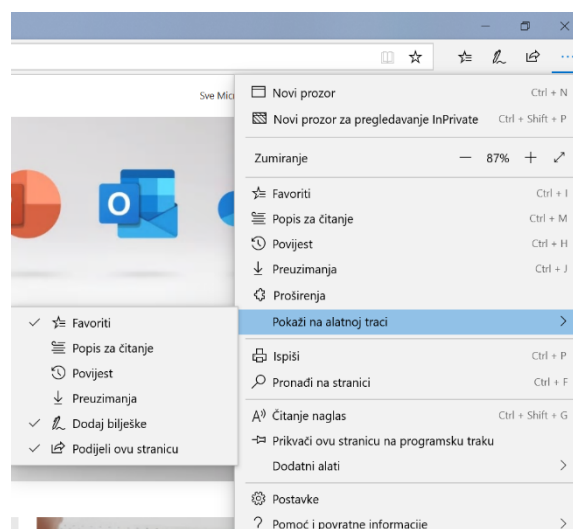 Sve Mic
Novi prozor Ctrl + N
Novi prozor za pregledavanje InPrivate Ctrl + Shift + P
Zumiranje 87%
Favoriti Ctrl + I
Popis za čitanje Ctrl + M
Povijest Ctrl + H
Preuzimanja Ctrl + J
Proširenja
Pokaži na alatnoj traci
Favoriti
Popis za čitanje
Povijest
Preuzimanja
Dodaj bilješke
Podijeli ovu stranicu
Ispiši Ctrl + P
Pronađi na stranici Ctrl + F
Čitanje naglas Ctrl + Shift + G
Prikvači ovu stranicu na programsku traku
Dodatni alati
Postavke
Pomoć i povratne informacije